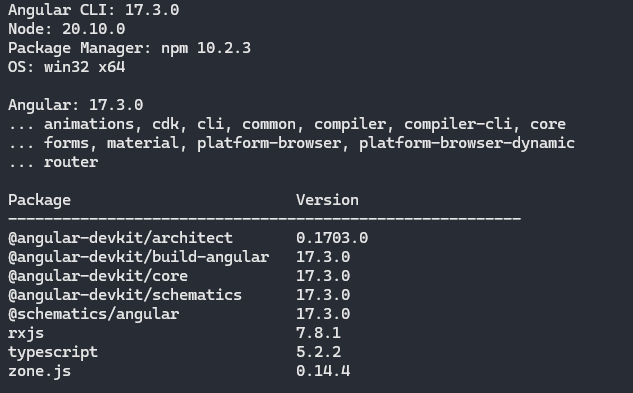 Angular CLI: 17.3.0
Node: 20.10.0
Package Manager: npm 10.2.3
OS: win32 x64
Angular: 17.3.0
... animations, cdk, cli, common, compiler, compiler-cli, core
... forms, material, platform-browser, platform-browser-dynamic
... router
Package                         Version
---------------------------------------------------------
@angular-devkit/architect       0.1703.0
@angular-devkit/build-angular   17.3.0
@angular-devkit/core            17.3.0
@angular-devkit/schematics      17.3.0
@schematics/angular             17.3.0
rxjs                            7.8.1
typescript                      5.2.2
zone.js                         0.14.4